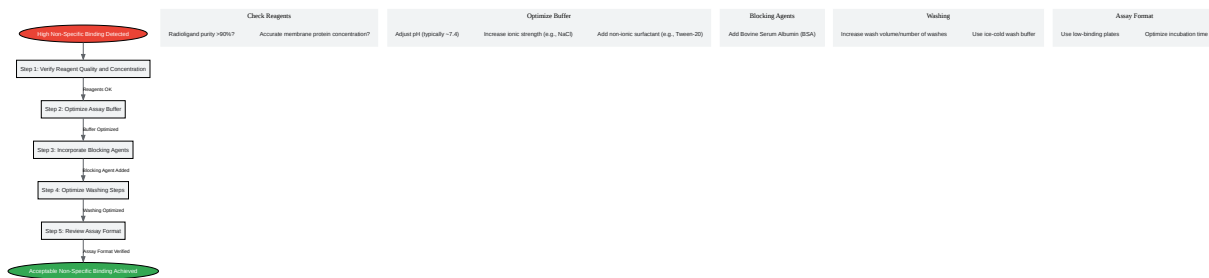 High Non-Specific Binding Detected
Step 1: Verify Reagent Quality and Concentration
Reagents OK
Step 2: Optimize Assay Buffer
Buffer Optimized
Step 3: Incorporate Blocking Agents
Blocking Agent Added
Step 4: Optimize Washing Steps
Washing Optimized
Step 5: Review Assay Format
Assay Format Verified
Acceptable Non-Specific Binding Achieved
Check Reagents
Radioligand purity >90%?
Accurate membrane protein concentration?
Optimize Buffer
Adjust pH (typically ~7.4)
Increase ionic strength (e.g., NaCl)
Add non-ionic surfactant (e.g., Tween-20)
Blocking Agents
Add Bovine Serum Albumin (BSA)
Washing
Increase wash volume/number of washes
Use ice-cold wash buffer
Assay Format
Use low-binding plates
Optimize incubation time